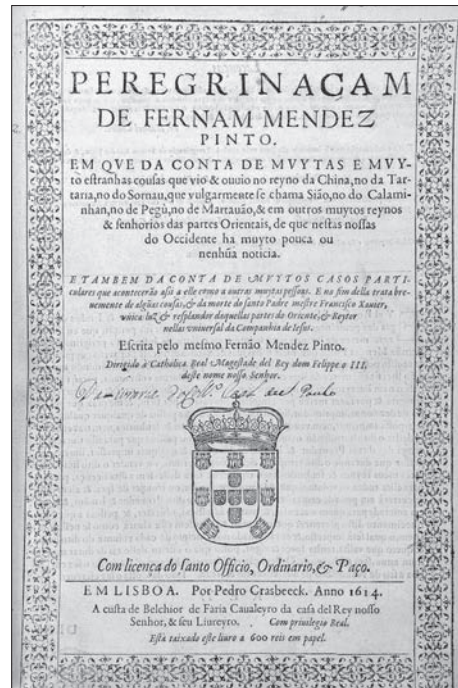 PEREGRINACAM
DE FERNAM MENDEZ
PINTO.
EM QVE DA CONTA DE MVYTAS E MVY-
to estranhas cousas que vio & ouuio no reyno da China, no da Tar-
taria, no do Sornau, que vulgarmente se chama Sião, no do Calami-
nhan, no de Pegù, no de Martauão, & em outros muytos reynos
& senhorios das partes Orientais, de que nestas nossas
do Occidente ha muyto pouca ou
nenhũa noticia.
E TAMBEM DA CONTA DE MVYTOS CASOS PARTI-
culares que acontecerão assi a elle como a outras muytas pessoas. E no fim della trata bre-
uemente de algũas cousas, & da morte do santo Padre mestre Francisco Xauier,
vnica luz & resplandor daquellas partes do Oriente, & Reytor
nellas vniuersal da Companhia de Iesus.
Escrita pelo mesmo Fernão Mendez Pinto.
Dirigido à Catholica Real Magestade del Rey dom Felippe o III.
deste nome nosso Senhor.
Com licença do santo Officio, Ordinario, & Paço.
EM LISBOA. Por Pedro Crasbeeck. Anno 1614.
A custa de Belchior de Faria Caualeyro da casa del Rey nosso
Senhor, & seu Liureyro. Com priuilegio Real.
Está taixado este liuro a 600 reis em papel.